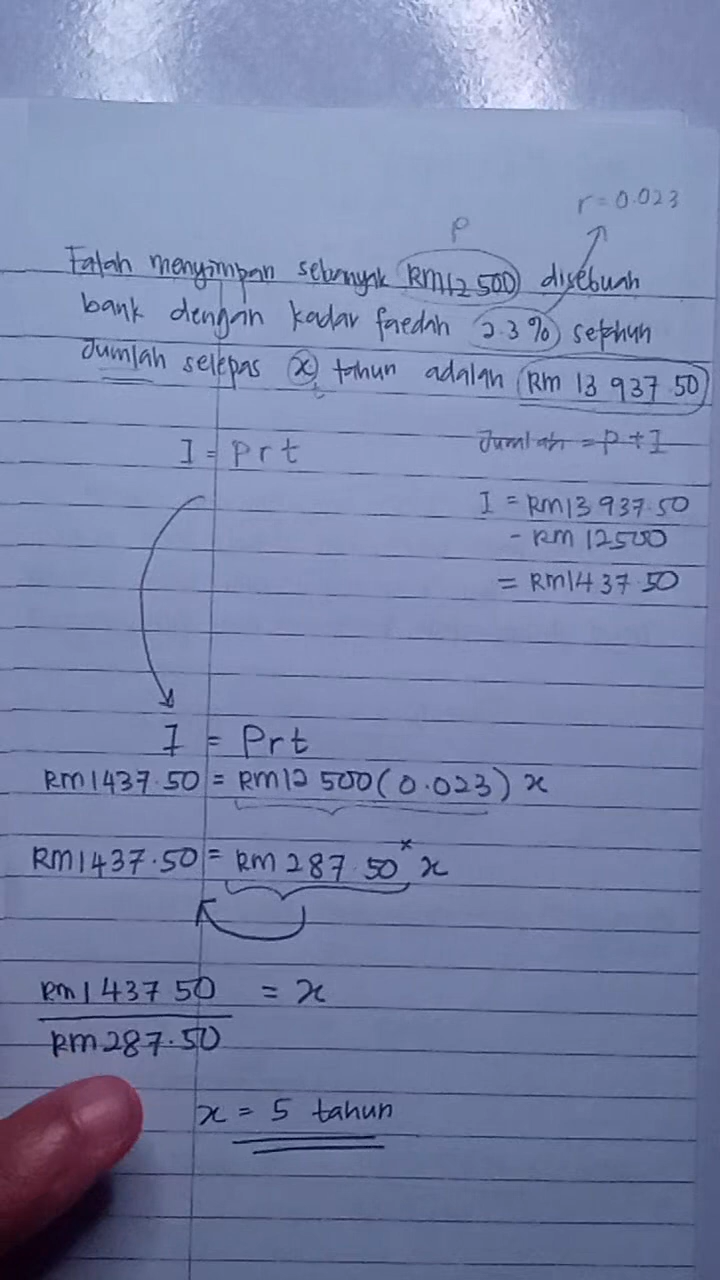 r = 0.023
P
Falah menyimpan sebanyak RM12 500 disebuah
bank dengan kadar faedah 2.3% setahun
Jumlah selepas x tahun adalah Rm 13 937.50
I = Prt
Jumlah = P + I
I = RM13 937.50
- RM 12500
= RM1437.50
I = Prt
RM1437.50 = RM12 500(0.023) x
RM1437.50 = RM 287.50 × x
Rm1 437 50 = x
RM287.50
x = 5 tahun